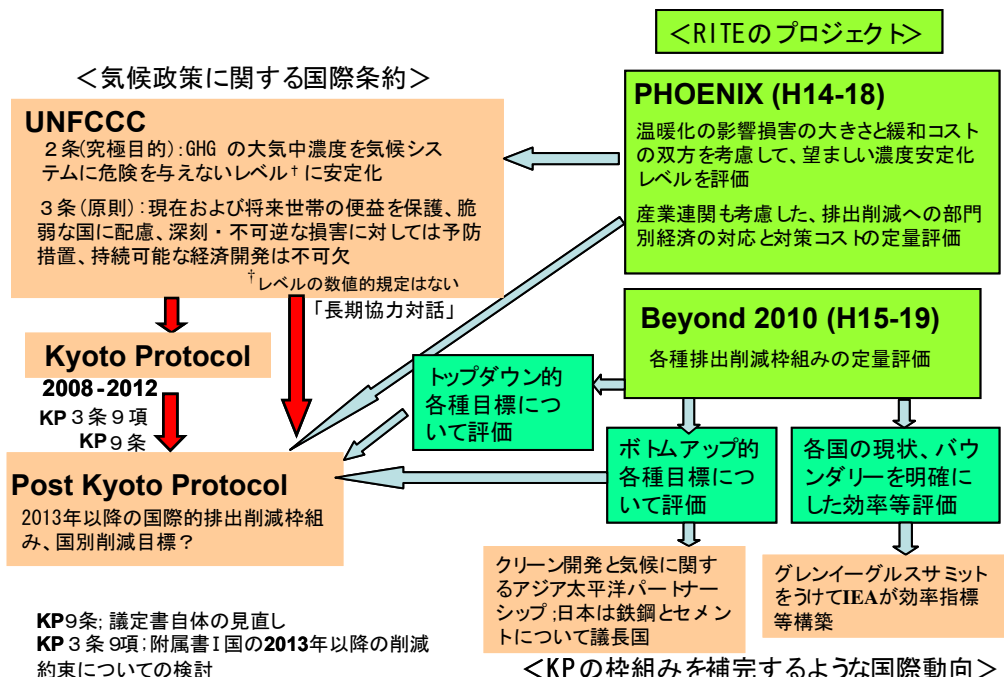 ＜RITEのプロジェクト＞
＜気候政策に関する国際条約＞
UNFCCC
２条(究極目的)：GHG の大気中濃度を気候シス
テムに危険を与えないレベル† に安定化
３条(原則)：現在および将来世帯の便益を保護、脆
弱な国に配慮、深刻・不可逆な損害に対しては予防
措置、持続可能な経済開発は不可欠
†レベルの数値的規定はない
「長期協力対話」
PHOENIX (H14-18)
温暖化の影響損害の大きさと緩和コスト
の双方を考慮して、望ましい濃度安定化
レベルを評価
産業連関も考慮した、排出削減への部門
別経済の対応と対策コストの定量評価
Beyond 2010 (H15-19)
各種排出削減枠組みの定量評価
Kyoto Protocol
2008-2012
KP３条９項
KP９条
トップダウン的
各種目標につ
いて評価
ボトムアップ的
各種目標につ
いて評価
各国の現状、バウ
ンダリーを明確に
した効率等評価
Post Kyoto Protocol
2013年以降の国際的排出削減枠組
み、国別削減目標？
クリーン開発と気候に関す
るアジア太平洋パートナー
シップ；日本は鉄鋼とセメン
トについて議長国
グレンイーグルスサミット
をうけてIEAが効率指標
等構築
KP9条; 議定書自体の見直し
KP３条９項；附属書Ⅰ国の2013年以降の削減
約束についての検討
＜KPの枠組みを補完するような国際動向＞